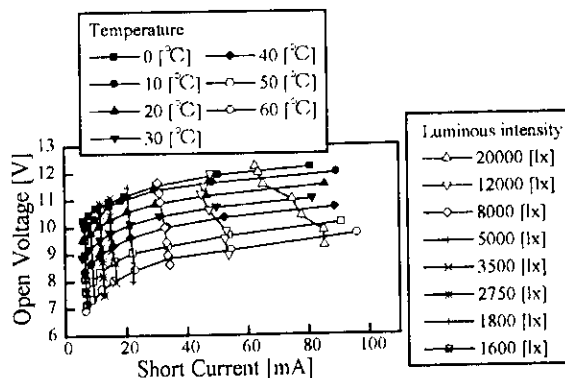 Temperature
0 [°C]
10 [°C]
20 [°C]
30 [°C]
40 [°C]
50 [°C]
60 [°C]
13
12
11
10
9
8
7
6
Open Voltage [V]
0
20
40
60
80
100
Short Current [mA]
Luminous intensity
20000 [lx]
12000 [lx]
8000 [lx]
5000 [lx]
3500 [lx]
2750 [lx]
1800 [lx]
1600 [lx]